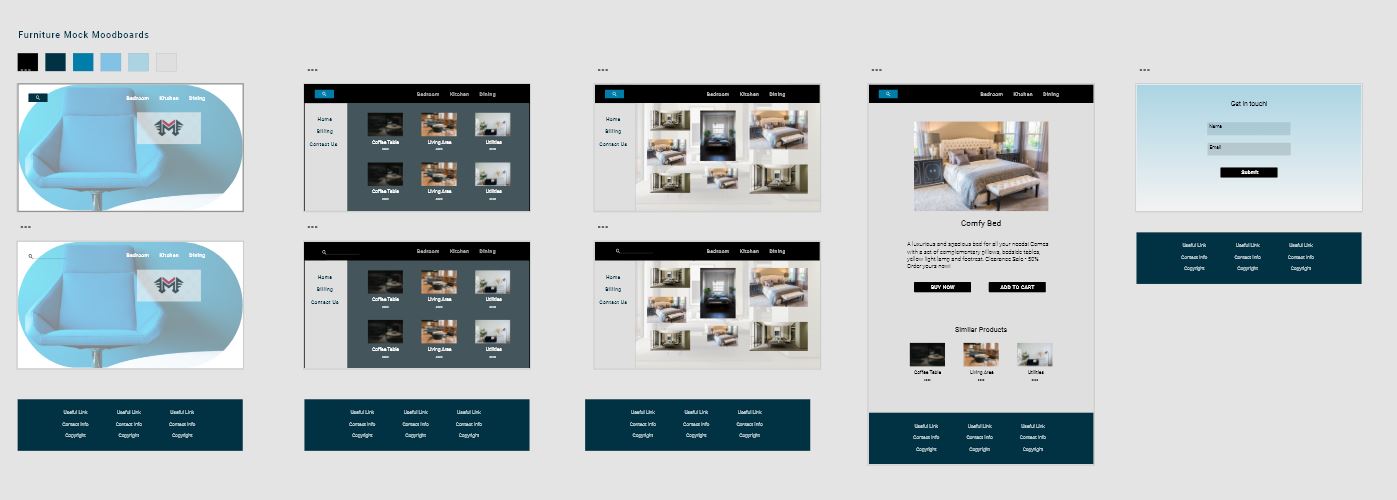 Furniture Mock Moodboards
Bedroom Kitchen Dining
Bedroom Kitchen Dining
Home
Billing
Contact Us
Coffee Table Living Area Utilities
Coffee Table Living Area Utilities
Bedroom Kitchen Dining
Home
Billing
Contact Us
Bedroom Kitchen Dining
Comfy Bed
A luxurious and spacious bed for all your needs! Comes
with a set of complementary pillows, bedside tables,
yellow light lamp and footrest. Clearance Sale - 50%
Order yours now!
BUY NOW ADD TO CART
Similar Products
Coffee Table Living Area Utilities
Useful Link Useful Link Useful Link
Contact Info Contact Info Contact Info
Copyright Copyright Copyright
Get in touch!
Name
Email
Submit
Useful Link Useful Link Useful Link
Contact Info Contact Info Contact Info
Copyright Copyright Copyright
Bedroom Kitchen Dining
Bedroom Kitchen Dining
Home
Billing
Contact Us
Coffee Table Living Area Utilities
Coffee Table Living Area Utilities
Bedroom Kitchen Dining
Home
Billing
Contact Us
Useful Link Useful Link Useful Link
Contact Info Contact Info Contact Info
Copyright Copyright Copyright
Useful Link Useful Link Useful Link
Contact Info Contact Info Contact Info
Copyright Copyright Copyright
Useful Link Useful Link Useful Link
Contact Info Contact Info Contact Info
Copyright Copyright Copyright